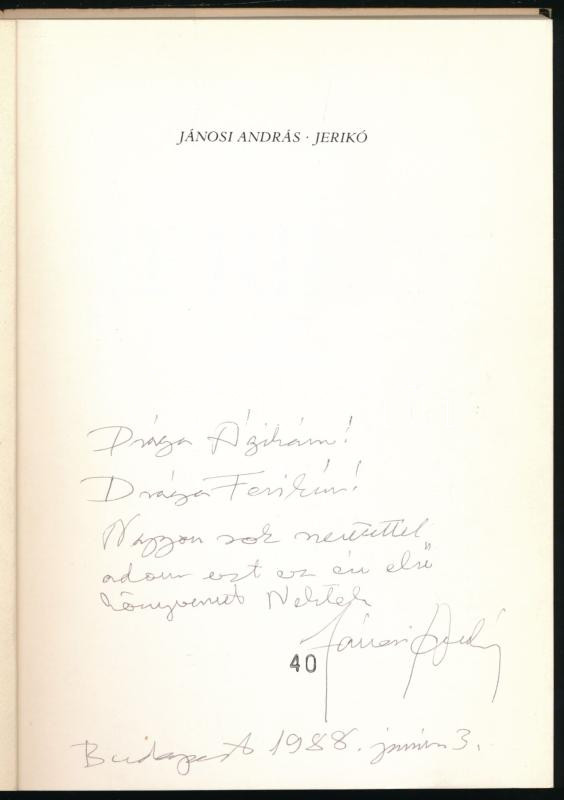 JÁNOSI ANDRÁS · JERIKÓ
Drága Ázikám!
Drága Ferikém!
Nagyon sok szeretettel
adom ezt az én első
könyvemet Nektek
Jánosi András
40
Budapest 1988. június 3.